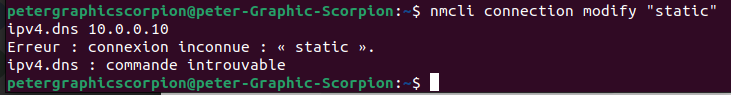 petergraphicscorpion@peter-Graphic-Scorpion:~$ nmcli connection modify "static"
ipv4.dns 10.0.0.10
Erreur : connexion inconnue : « static ».
ipv4.dns : commande introuvable
petergraphicscorpion@peter-Graphic-Scorpion:~$